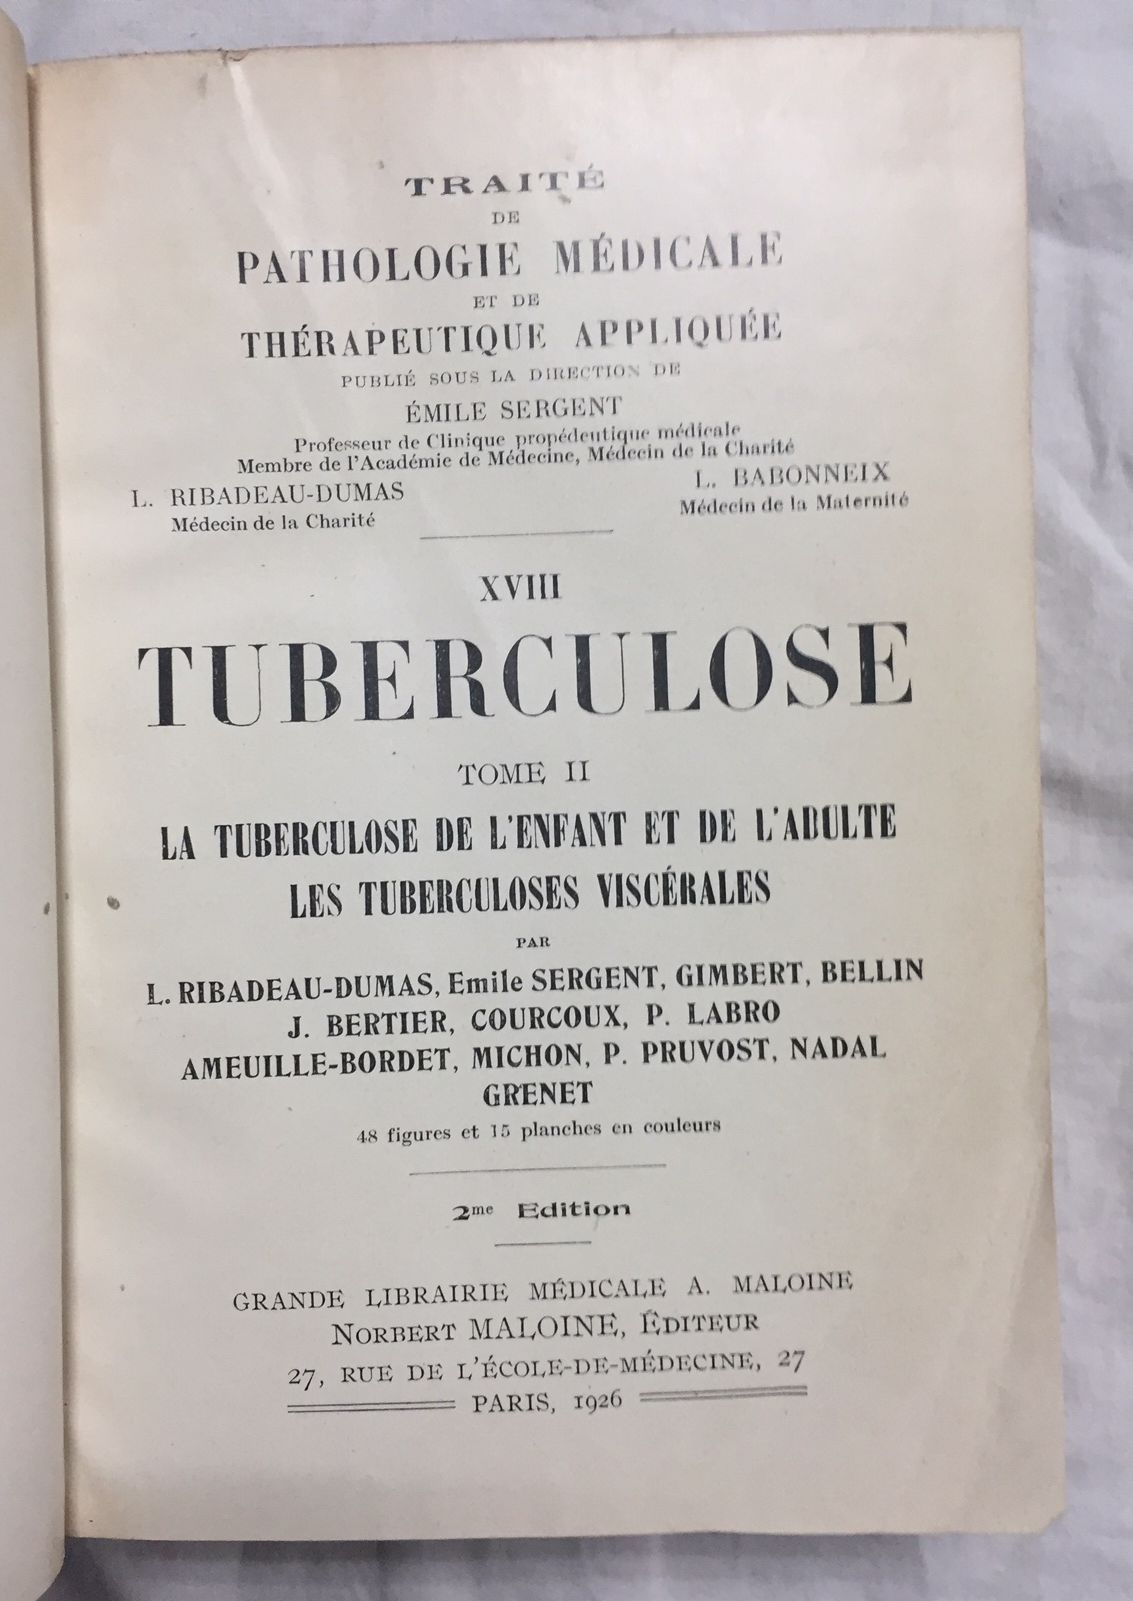 TRAITÉ
DE
PATHOLOGIE MÉDICALE
ET DE
THÉRAPEUTIQUE APPLIQUÉE
PUBLIÉ SOUS LA DIRECTION DE
ÉMILE SERGENT
Professeur de Clinique propédeutique médicale
Membre de l'Académie de Médecine, Médecin de la Charité
L. RIBADEAU-DUMAS
Médecin de la Charité
L. BABONNEIX
Médecin de la Maternité
XVIII
TUBERCULOSE
TOME II
LA TUBERCULOSE DE L'ENFANT ET DE L'ADULTE
LES TUBERCULOSES VISCÉRALES
PAR
L. RIBADEAU-DUMAS, Emile SERGENT, GIMBERT, BELLIN
J. BERTIER, COURCOUX, P. LABRO
AMEUILLE-BORDET, MICHON, P. PRUVOST, NADAL
GRENET
48 figures et 15 planches en couleurs
2me Edition
GRANDE LIBRAIRIE MÉDICALE A. MALOINE
NORBERT MALOINE, ÉDITEUR
27, RUE DE L'ÉCOLE-DE-MÉDECINE, 27
PARIS, 1926